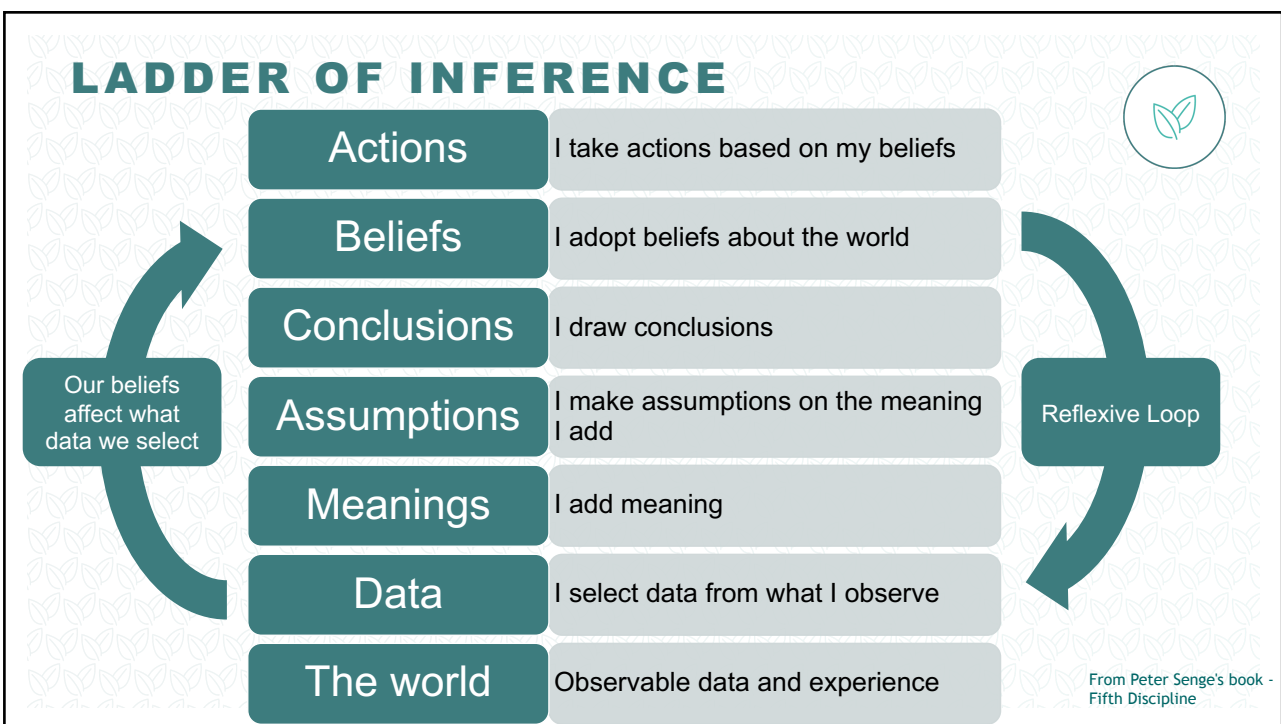 LADDER OF INFERENCE
Actions
I take actions based on my beliefs
Beliefs
I adopt beliefs about the world
Conclusions
I draw conclusions
Our beliefs
affect what
data we select
Assumptions
I make assumptions on the meaning
I add
Reflexive Loop
Meanings
I add meaning
Data
I select data from what I observe
The world
Observable data and experience
From Peter Senge's book -
Fifth Discipline